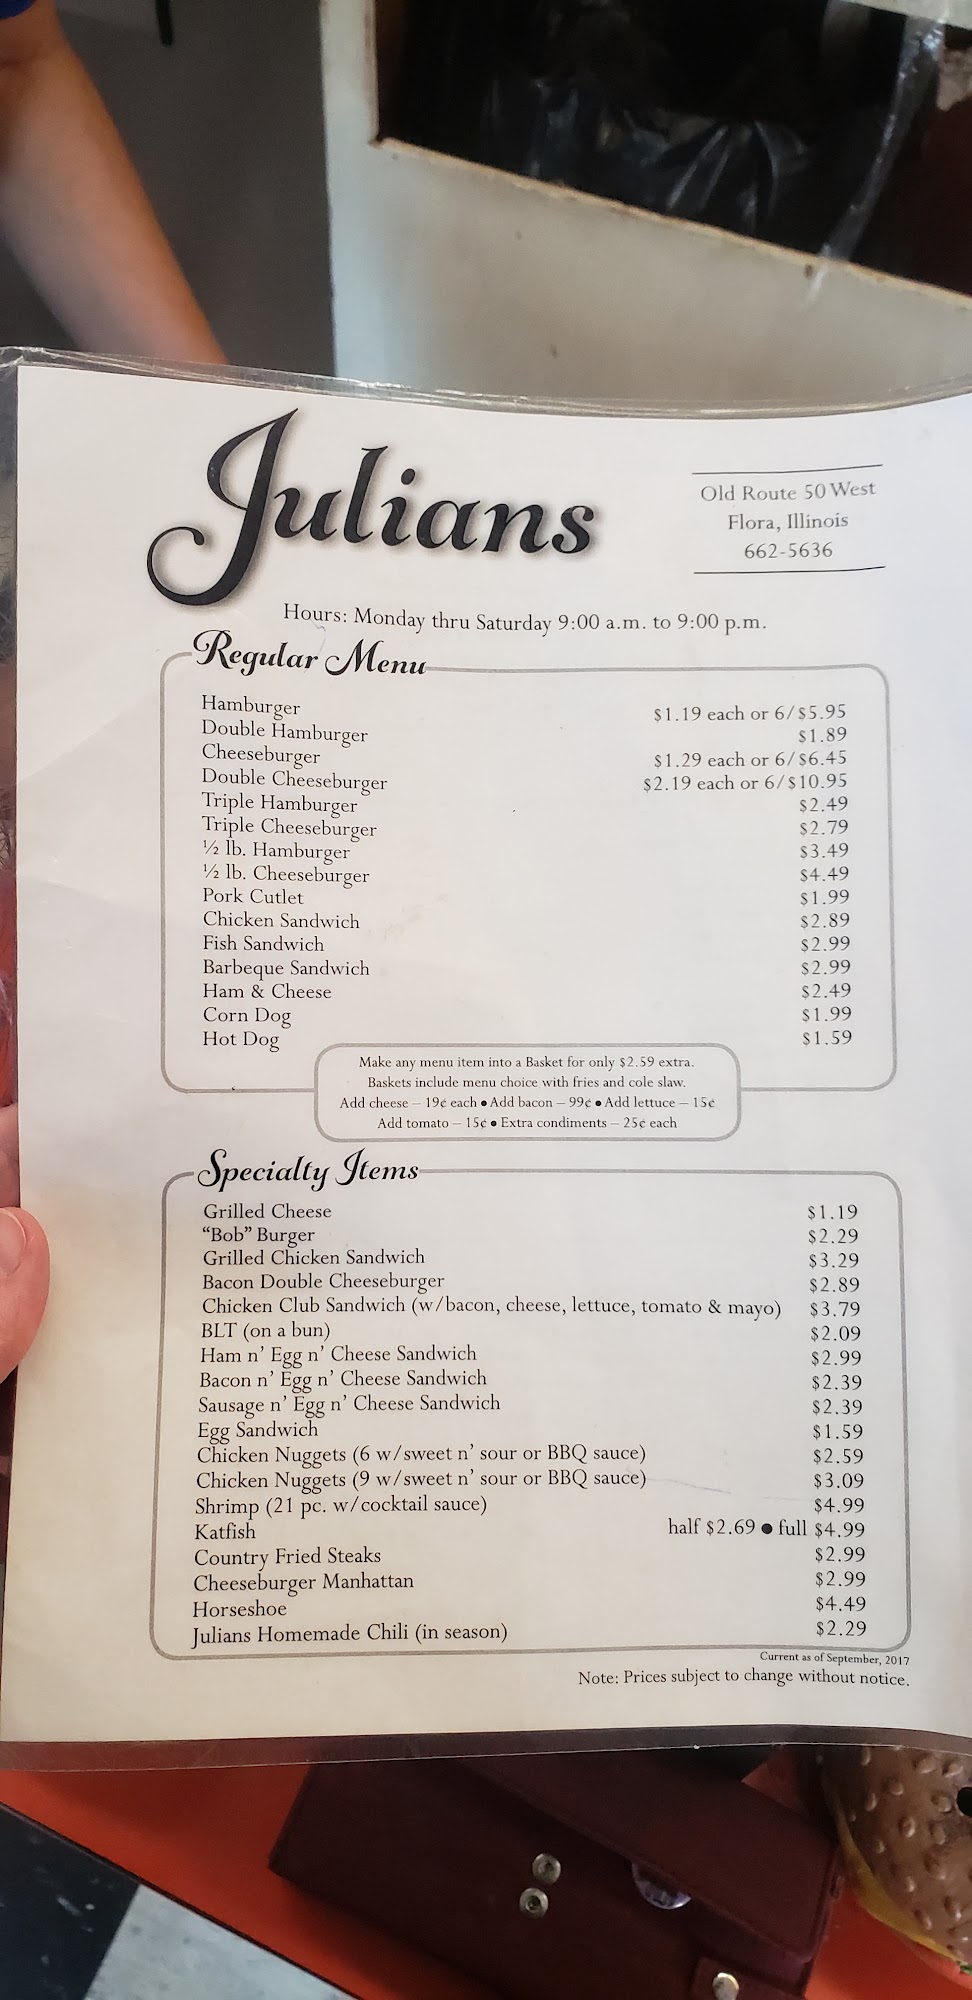 Julians
Old Route 50 West
Flora, Illinois
662-5636
Hours: Monday thru Saturday 9:00 a.m. to 9:00 p.m.
Regular Menu
Hamburger $1.19 each or 6/$5.95
Double Hamburger $1.89
Cheeseburger $1.29 each or 6/$6.45
Double Cheeseburger $2.19 each or 6/$10.95
Triple Hamburger $2.49
Triple Cheeseburger $2.79
½ lb. Hamburger $3.49
½ lb. Cheeseburger $4.49
Pork Cutlet $1.99
Chicken Sandwich $2.89
Fish Sandwich $2.99
Barbeque Sandwich $2.99
Ham & Cheese $2.49
Corn Dog $1.99
Hot Dog $1.59
Make any menu item into a Basket for only $2.59 extra.
Baskets include menu choice with fries and cole slaw.
Add cheese – 19¢ each • Add bacon – 99¢ • Add lettuce – 15¢
Add tomato – 15¢ • Extra condiments – 25¢ each
Specialty Items
Grilled Cheese $1.19
“Bob” Burger $2.29
Grilled Chicken Sandwich $3.29
Bacon Double Cheeseburger $2.89
Chicken Club Sandwich (w/bacon, cheese, lettuce, tomato & mayo) $3.79
BLT (on a bun) $2.09
Ham n’ Egg n’ Cheese Sandwich $2.99
Bacon n’ Egg n’ Cheese Sandwich $2.39
Sausage n’ Egg n’ Cheese Sandwich $2.39
Egg Sandwich $1.59
Chicken Nuggets (6 w/sweet n’ sour or BBQ sauce) $2.59
Chicken Nuggets (9 w/sweet n’ sour or BBQ sauce) $3.09
Shrimp (21 pc. w/cocktail sauce) $4.99
Katfish half $2.69 • full $4.99
Country Fried Steaks $2.99
Cheeseburger Manhattan $2.99
Horseshoe $4.49
Julians Homemade Chili (in season) $2.29
Current as of September, 2017
Note: Prices subject to change without notice.